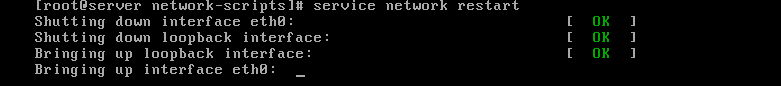 [root@server network-scripts]# service network restart
Shutting down interface eth0: [ OK ]
Shutting down loopback interface: [ OK ]
Bringing up loopback interface: [ OK ]
Bringing up interface eth0: _